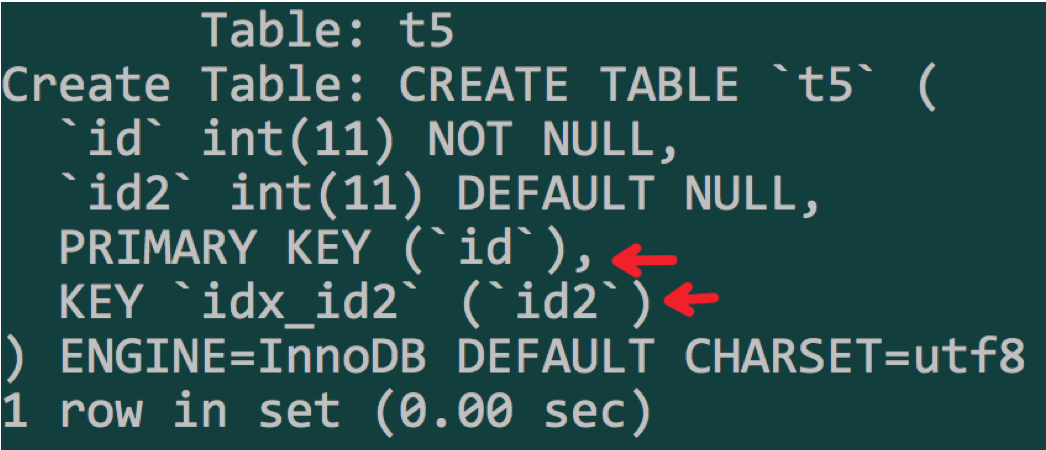 Table: t5
Create Table: CREATE TABLE `t5` (
  `id` int(11) NOT NULL,
  `id2` int(11) DEFAULT NULL,
  PRIMARY KEY (`id`),
  KEY `idx_id2` (`id2`)
) ENGINE=InnoDB DEFAULT CHARSET=utf8
1 row in set (0.00 sec)